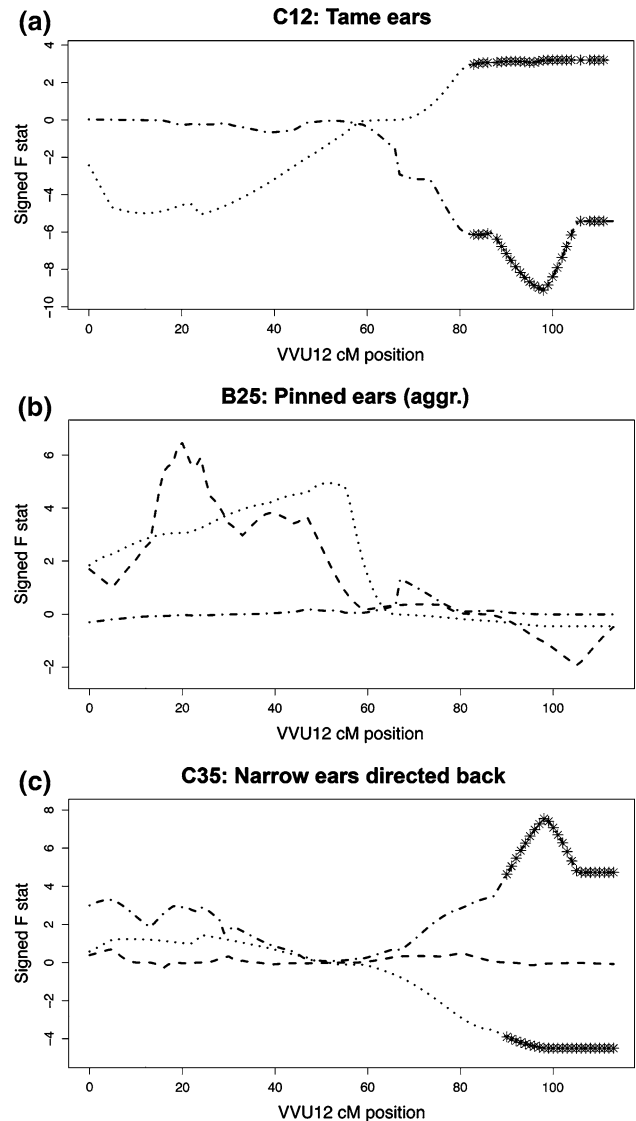 (a)
C12: Tame ears
4
2
0
-2
-4
-6
-8
-10
Signed F stat
0 20 40 60 80 100
VVU12 cM position
(b)
B25: Pinned ears (aggr.)
6
4
2
0
-2
Signed F stat
0 20 40 60 80 100
VVU12 cM position
(c)
C35: Narrow ears directed back
8
6
4
2
0
-2
-4
Signed F stat
0 20 40 60 80 100
VVU12 cM position